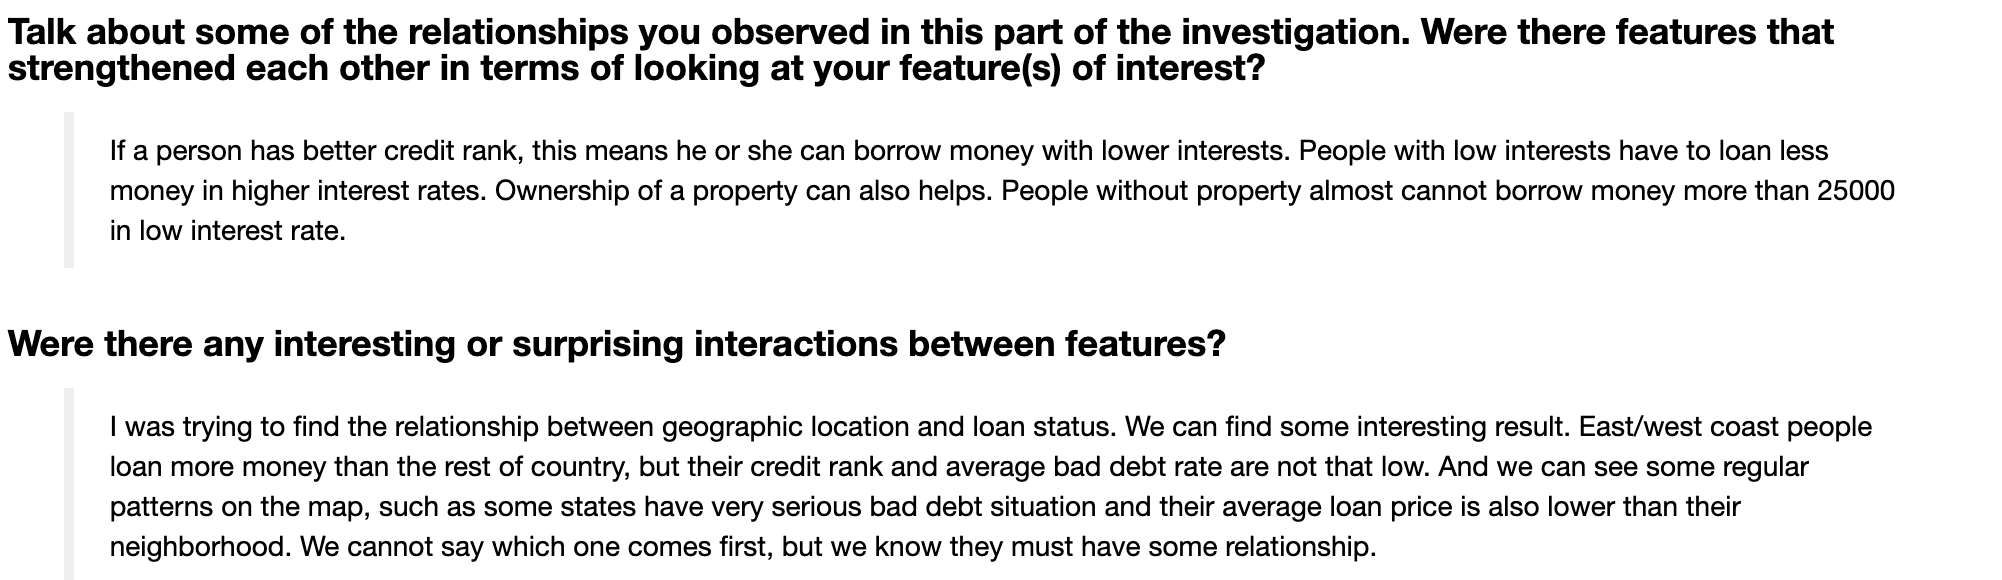 Talk about some of the relationships you observed in this part of the investigation. Were there features that
strengthened each other in terms of looking at your feature(s) of interest?
If a person has better credit rank, this means he or she can borrow money with lower interests. People with low interests have to loan less
money in higher interest rates. Ownership of a property can also helps. People without property almost cannot borrow money more than 25000
in low interest rate.
Were there any interesting or surprising interactions between features?
I was trying to find the relationship between geographic location and loan status. We can find some interesting result. East/west coast people
loan more money than the rest of country, but their credit rank and average bad debt rate are not that low. And we can see some regular
patterns on the map, such as some states have very serious bad debt situation and their average loan price is also lower than their
neighborhood. We cannot say which one comes first, but we know they must have some relationship.